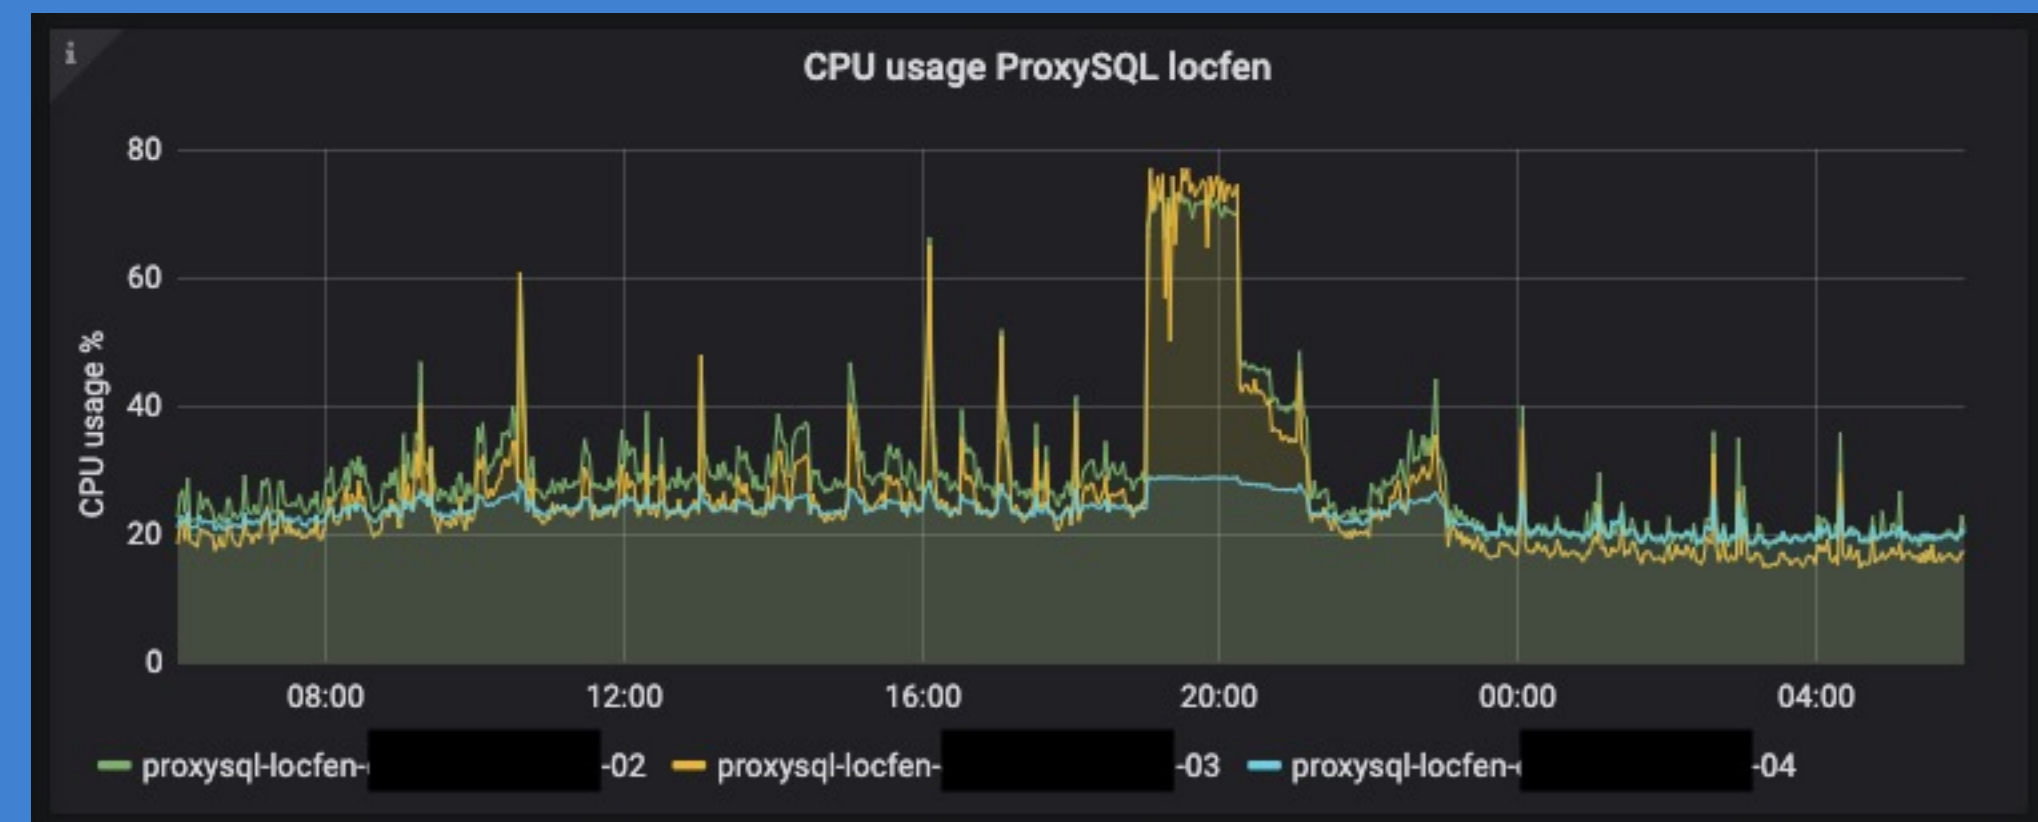 i
CPU usage ProxySQL locfen
80
60
40
20
0
CPU usage %
08:00 12:00 16:00 20:00 00:00 04:00
proxysql-locfen- -02 proxysql-locfen- -03 proxysql-locfen- -04